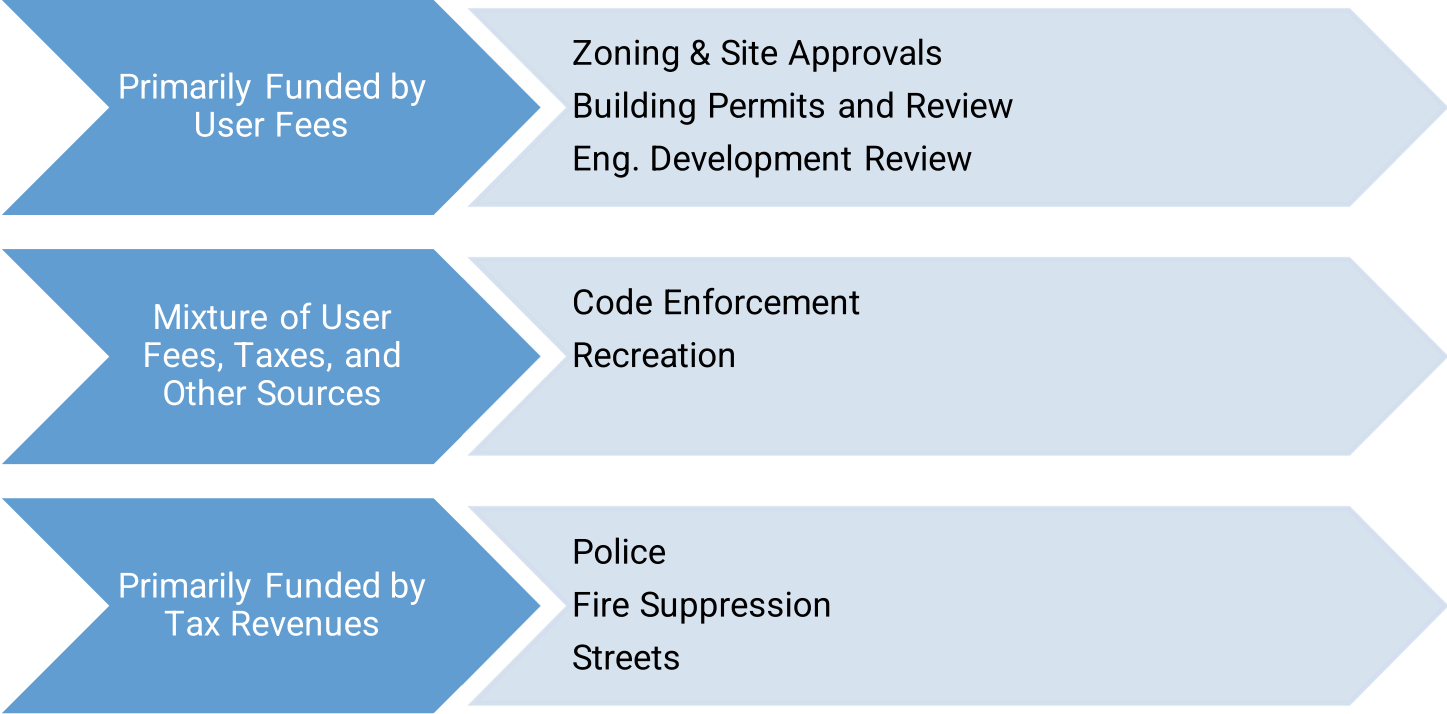 Primarily Funded by
User Fees
Zoning & Site Approvals
Building Permits and Review
Eng. Development Review
Mixture of User
Fees, Taxes, and
Other Sources
Code Enforcement
Recreation
Primarily Funded by
Tax Revenues
Police
Fire Suppression
Streets